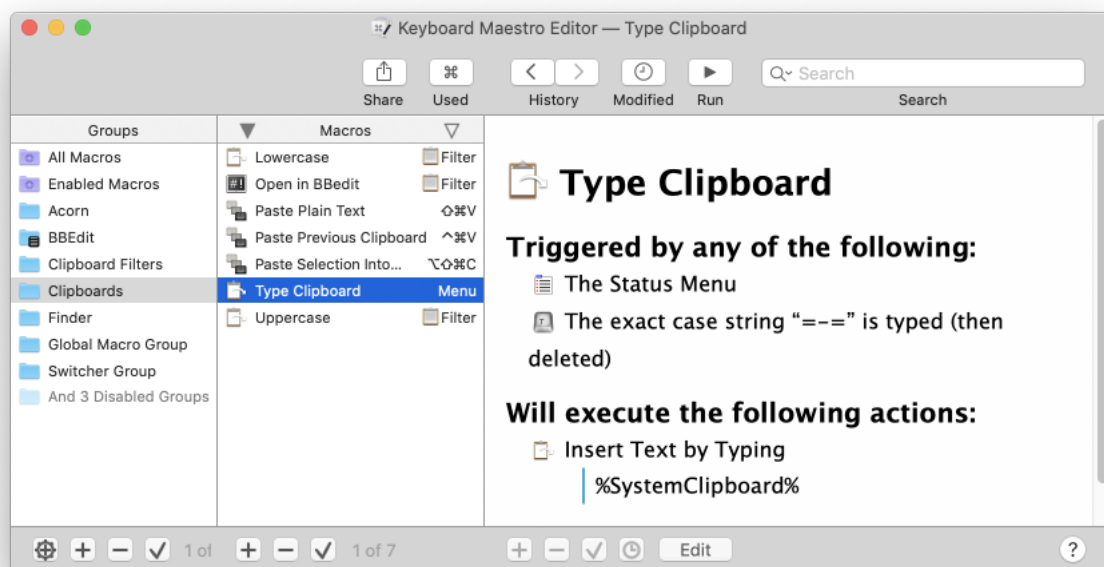 Keyboard Maestro Editor — Type Clipboard
Share Used History Modified Run Search
Search
Groups
All Macros
Enabled Macros
Acorn
BBEdit
Clipboard Filters
Clipboards
Finder
Global Macro Group
Switcher Group
And 3 Disabled Groups
Macros
Lowercase Filter
Open in BBedit Filter
Paste Plain Text ⇧⌘V
Paste Previous Clipboard ^⌘V
Paste Selection Into... ⌥⇧⌘C
Type Clipboard Menu
Uppercase Filter
Type Clipboard
Triggered by any of the following:
The Status Menu
The exact case string “=-=” is typed (then
deleted)
Will execute the following actions:
Insert Text by Typing
%SystemClipboard%
1 of
1 of 7
Edit
?